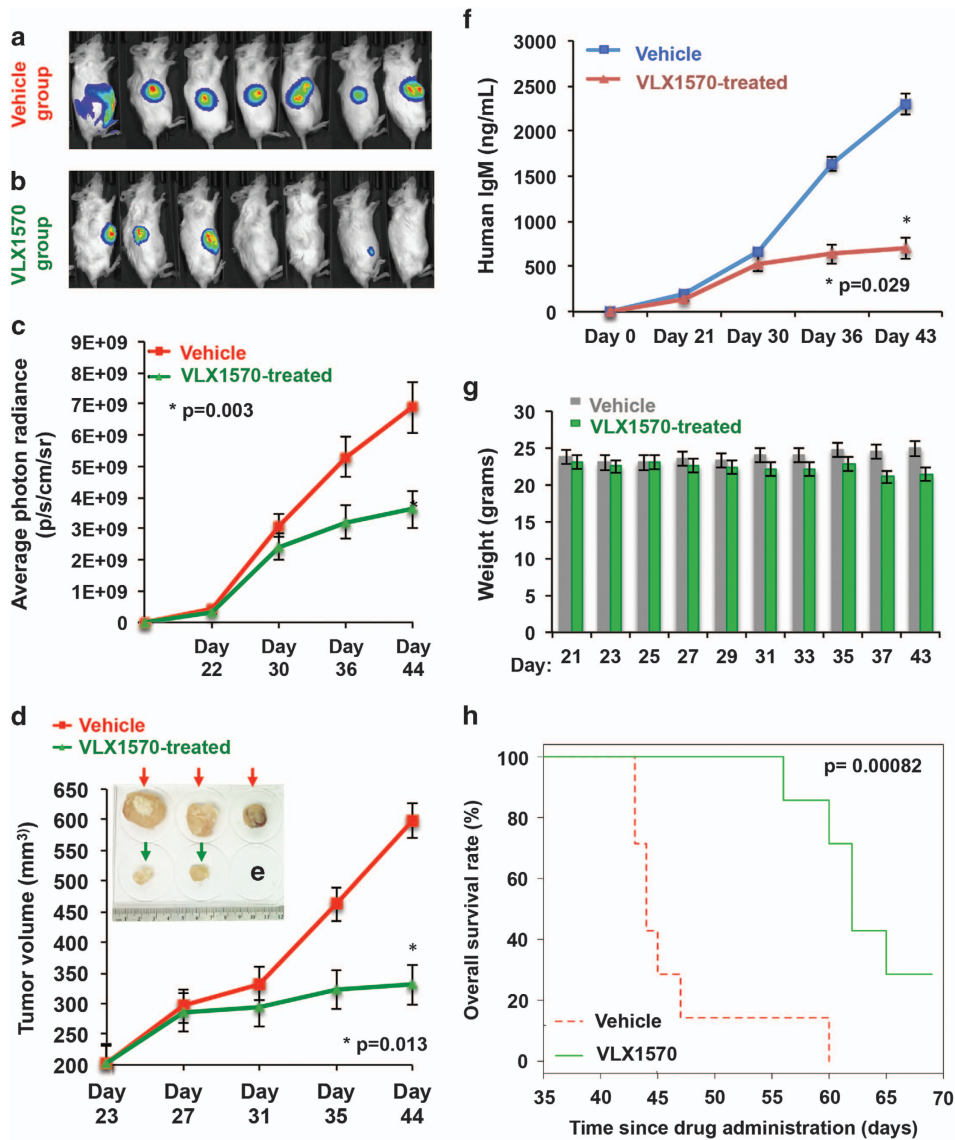 a
Vehicle
group
b
VLX1570
group
c
Average photon radiance
(p/s/cm/sr)
9E+09
8E+09
7E+09
6E+09
5E+09
4E+09
3E+09
2E+09
1E+09
0
Vehicle
VLX1570-treated
* p=0.003
*
Day
22
Day
30
Day
36
Day
44
d
Vehicle
VLX1570-treated
Tumor volume (mm³⁾)
650
600
550
500
450
400
350
300
250
200
e
*
* p=0.013
Day
23
Day
27
Day
31
Day
35
Day
44
f
Human IgM (ng/mL)
3000
2500
2000
1500
1000
500
0
Vehicle
VLX1570-treated
*
* p=0.029
Day 0 Day 21 Day 30 Day 36 Day 43
g
Weight (grams)
30
25
20
15
10
5
0
Vehicle
VLX1570-treated
Day: 21 23 25 27 29 31 33 35 37 43
h
Overall survival rate (%)
100
80
60
40
20
0
p= 0.00082
Vehicle
VLX1570
35 40 45 50 55 60 65 70
Time since drug administration (days)